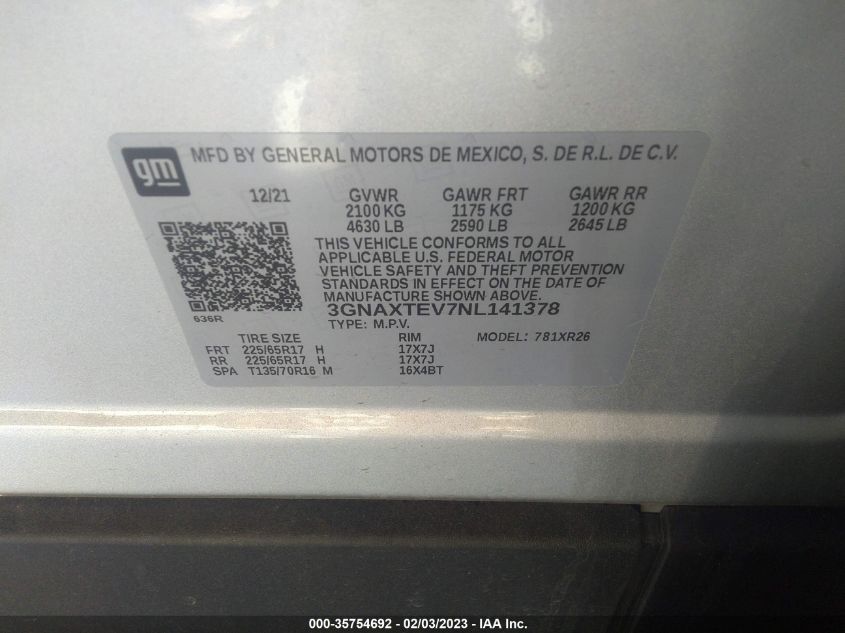 gm MFD BY GENERAL MOTORS DE MEXICO, S. DE R.L. DE C.V.
12/21 GVWR GAWR FRT GAWR RR
2100 KG 1175 KG 1200 KG
4630 LB 2590 LB 2645 LB
THIS VEHICLE CONFORMS TO ALL
APPLICABLE U.S. FEDERAL MOTOR
VEHICLE SAFETY AND THEFT PREVENTION
STANDARDS IN EFFECT ON THE DATE OF
MANUFACTURE SHOWN ABOVE.
3GNAXTEV7NL141378
636R TYPE: M.P.V.
TIRE SIZE RIM MODEL: 781XR26
FRT 225/65R17 H 17X7J
RR 225/65R17 H 17X7J
SPA T135/70R16 M 16X4BT
000-35754692 - 02/03/2023 - IAA Inc.